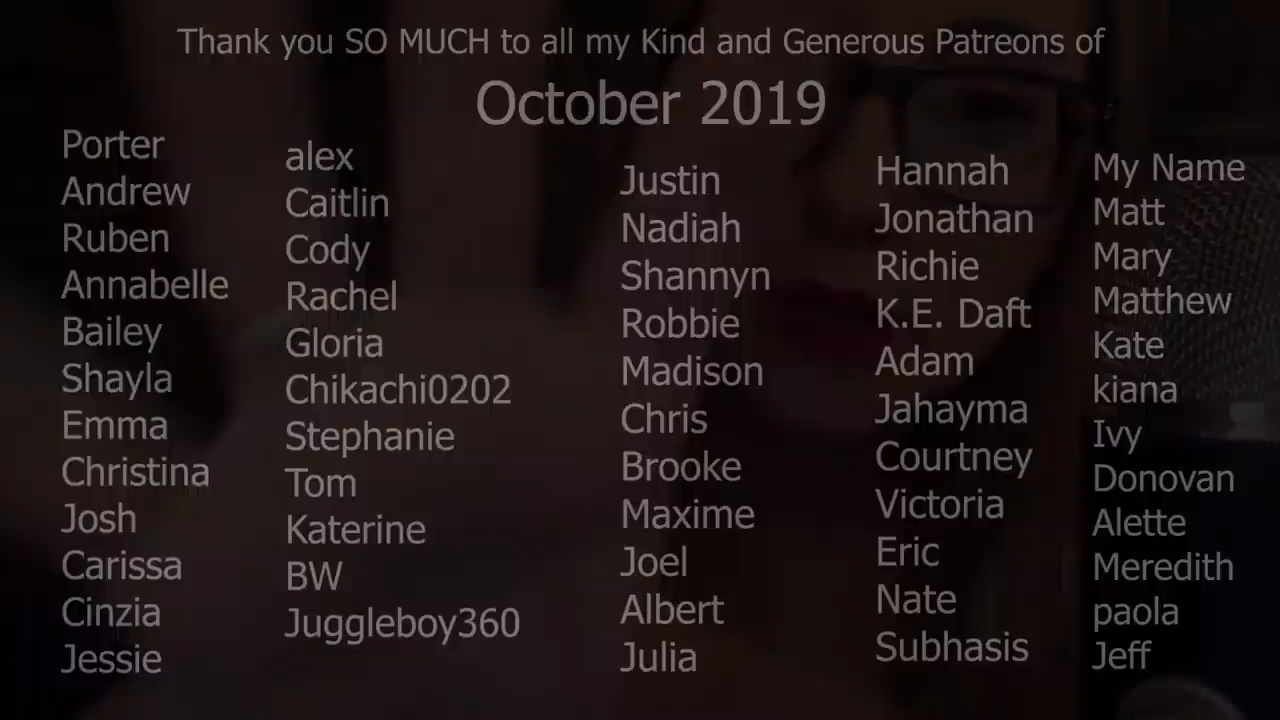 Thank you SO MUCH to all my Kind and Generous Patreons of
October 2019
Porter
Andrew
Ruben
Annabelle
Bailey
Shayla
Emma
Christina
Josh
Carissa
Cinzia
Jessie
alex
Caitlin
Cody
Rachel
Gloria
Chikachi0202
Stephanie
Tom
Katerine
BW
Juggleboy360
Justin
Nadiah
Shannyn
Robbie
Madison
Chris
Brooke
Maxime
Joel
Albert
Julia
Hannah
Jonathan
Richie
K.E. Daft
Adam
Jahayma
Courtney
Victoria
Eric
Nate
Subhasis
My Name
Matt
Mary
Matthew
Kate
kiana
Ivy
Donovan
Alette
Meredith
paola
Jeff